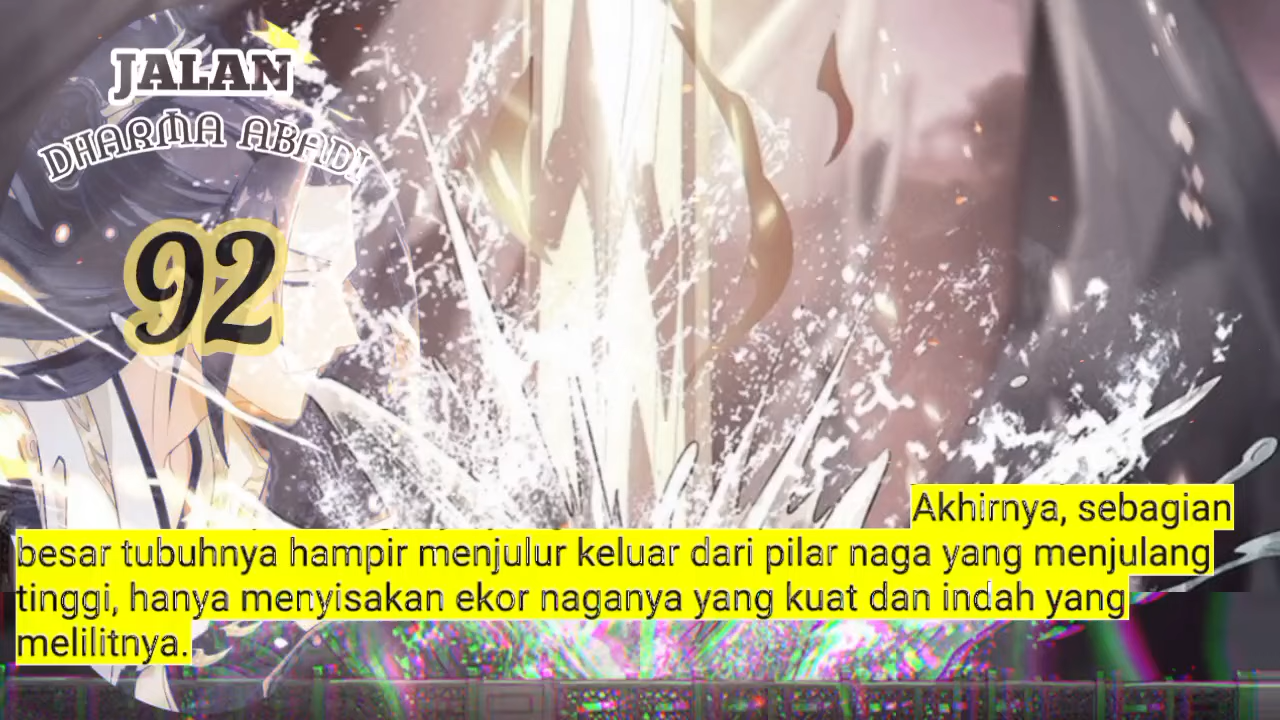 JALAN
DHARMA ABADI
92
Akhirnya, sebagian
besar tubuhnya hampir menjulur keluar dari pilar naga yang menjulang
tinggi, hanya menyisakan ekor naganya yang kuat dan indah yang
melilitnya.